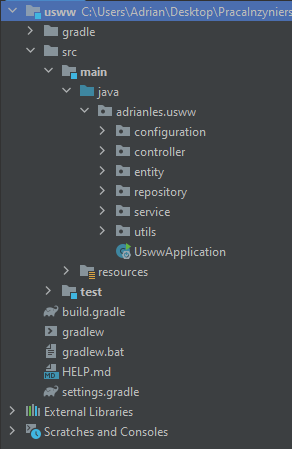 usww C:\Users\Adrian\Desktop\PracaInzyniers
gradle
src
main
java
adrianles.usww
configuration
controller
entity
repository
service
utils
UswwApplication
resources
test
build.gradle
gradlew
gradlew.bat
MD HELP.md
settings.gradle
External Libraries
Scratches and Consoles